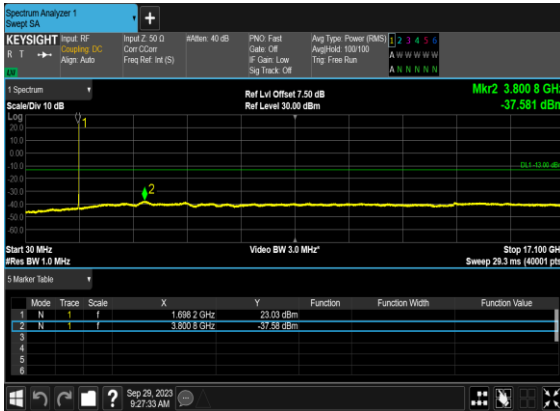 Spectrum Analyzer 1
Swept SA
+
KEYSIGHT
R T
Input: RF
Coupling: DC
Align: Auto
Input Z: 50 Ω
Corr CCorr
Freq Ref: Int (S)
#Atten: 40 dB
PNO: Fast
Gate: Off
IF Gain: Low
Sig Track: Off
Avg Type: Power (RMS)
Avg|Hold: 100/100
Trig: Free Run
1 2 3 4 5 6
A W W W W W
A N N N N N
1 Spectrum
Scale/Div 10 dB
Ref Lvl Offset 7.50 dB
Ref Level 30.00 dBm
Mkr2 3.800 8 GHz
-37.581 dBm
Log
20.0
10.0
0.00
-10.0
-20.0
-30.0
-40.0
-50.0
-60.0
1
2
DL1 -13.00 dBm
Start 30 MHz
#Res BW 1.0 MHz
Video BW 3.0 MHz*
Stop 17.100 GHz
Sweep 29.3 ms (40001 pts)
5 Marker Table
Mode Trace Scale X Y Function Function Width Function Value
1 N 1 f 1.698 2 GHz 23.03 dBm
2 N 1 f 3.800 8 GHz -37.58 dBm
3
4
5
6
?
Sep 29, 2023
9:27:33 AM